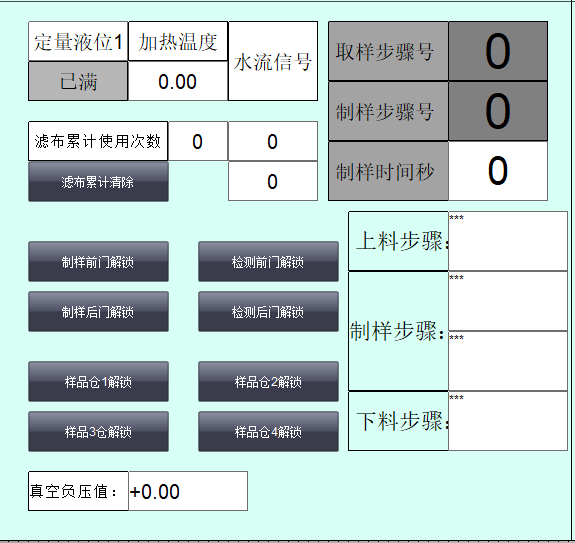 定量液位1 加热温度 水流信号
已满 0.00
取样步骤号 0
制样步骤号 0
制样时间秒 0
滤布累计使用次数 0 0
滤布累计清除 0
制样前门解锁 检测前门解锁
制样后门解锁 检测后门解锁
样品仓1解锁 样品仓2解锁
样品3仓解锁 样品仓4解锁
上料步骤: ***
制样步骤: ***
***
下料步骤: ***
真空负压值: +0.00